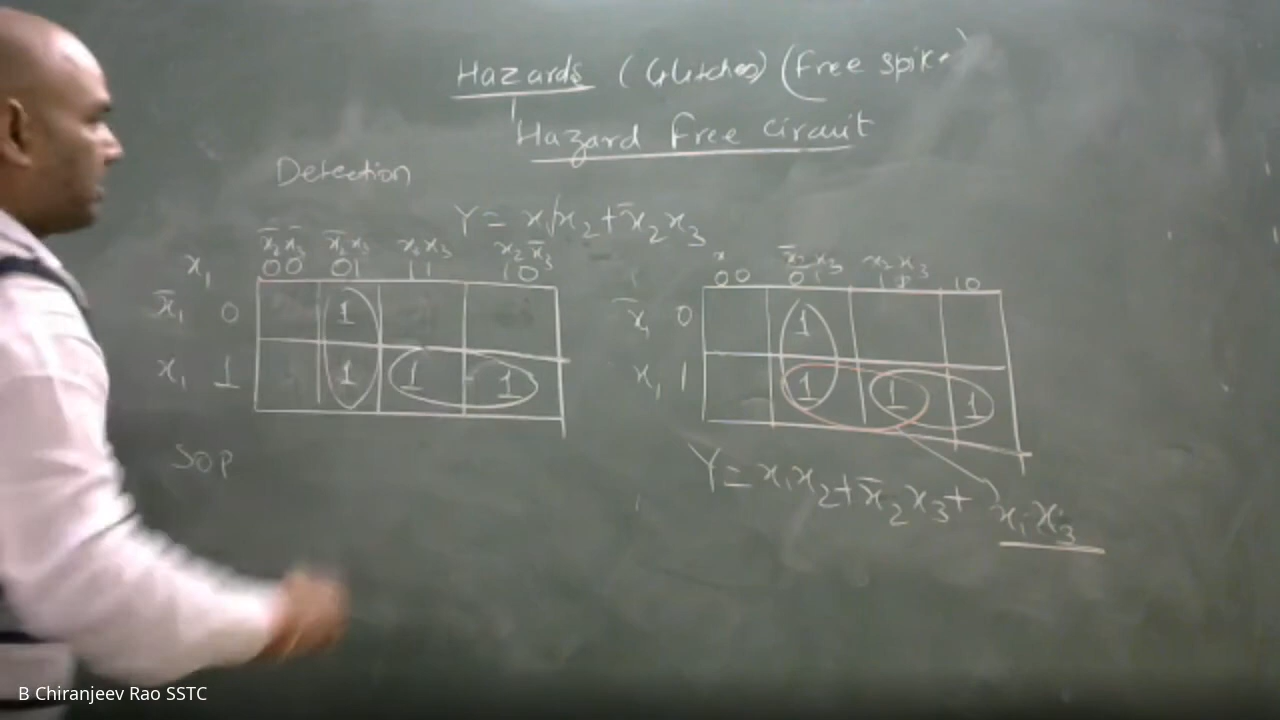 Hazards (Glitches) (Free spike)
Hazard Free circuit
Detection
Y = x₁x₂ + x̄₂x₃
x₁ x̄₂x̄₃ x̄₂x₃ x₂x₃ x₂x̄₃
00 01 11 10
x̄₁ 0 1
x₁ 1 1 1 1
SOP
x̄₂x₃ x₂x₃
00 01 11 10
x̄₁ 0 1
x₁ 1 1 1 1
Y = x₁x₂ + x̄₂x₃ + x₁x₃
B Chiranjeev Rao SSTC